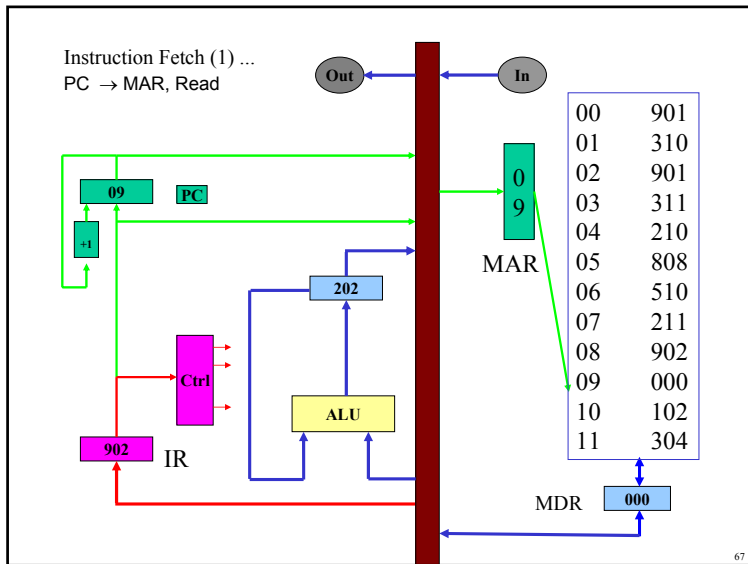 Instruction Fetch (1) ...
PC → MAR, Read
Out
In
09
PC
+1
0
9
MAR
202
Ctrl
ALU
902
IR
00 901
01 310
02 901
03 311
04 210
05 808
06 510
07 211
08 902
09 000
10 102
11 304
MDR
000
67